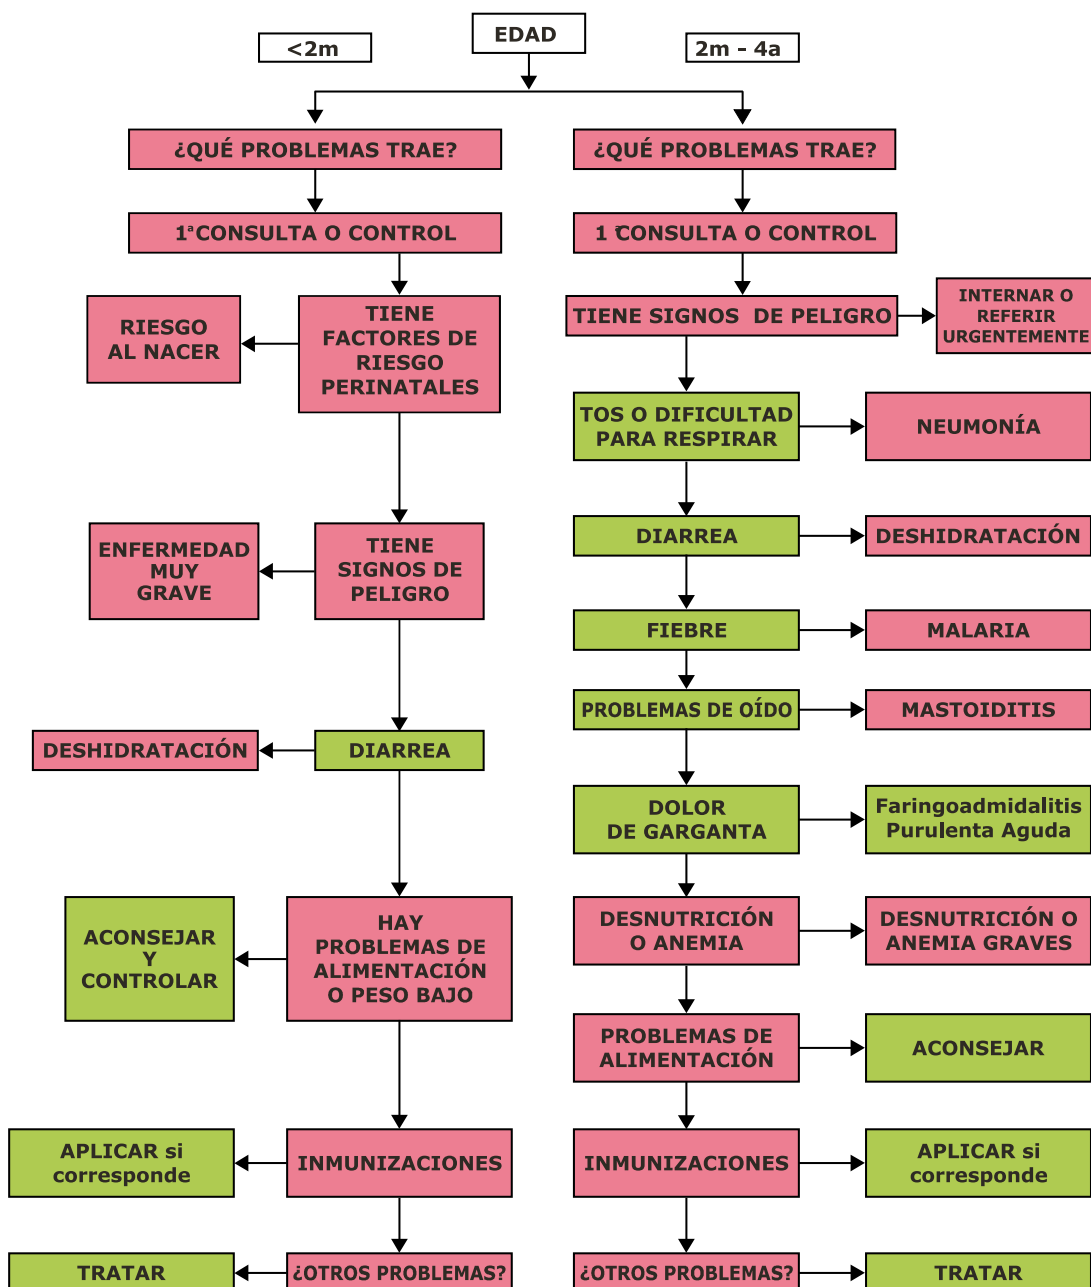 EDAD
<2m
2m - 4a
¿QUÉ PROBLEMAS TRAE?
1ªCONSULTA O CONTROL
RIESGO
AL NACER
TIENE
FACTORES DE
RIESGO
PERINATALES
ENFERMEDAD
MUY
GRAVE
TIENE
SIGNOS DE
PELIGRO
DESHIDRATACIÓN
DIARREA
ACONSEJAR
Y
CONTROLAR
HAY
PROBLEMAS DE
ALIMENTACIÓN
O PESO BAJO
APLICAR si
corresponde
INMUNIZACIONES
TRATAR
¿OTROS PROBLEMAS?
¿QUÉ PROBLEMAS TRAE?
1ªCONSULTA O CONTROL
TIENE SIGNOS DE PELIGRO
INTERNAR O
REFERIR
URGENTEMENTE
TOS O DIFICULTAD
PARA RESPIRAR
NEUMONÍA
DIARREA
DESHIDRATACIÓN
FIEBRE
MALARIA
PROBLEMAS DE OÍDO
MASTOIDITIS
DOLOR
DE GARGANTA
Faringoadmidalitis
Purulenta Aguda
DESNUTRICIÓN
O ANEMIA
DESNUTRICIÓN O
ANEMIA GRAVES
PROBLEMAS DE
ALIMENTACIÓN
ACONSEJAR
INMUNIZACIONES
APLICAR si
corresponde
¿OTROS PROBLEMAS?
TRATAR